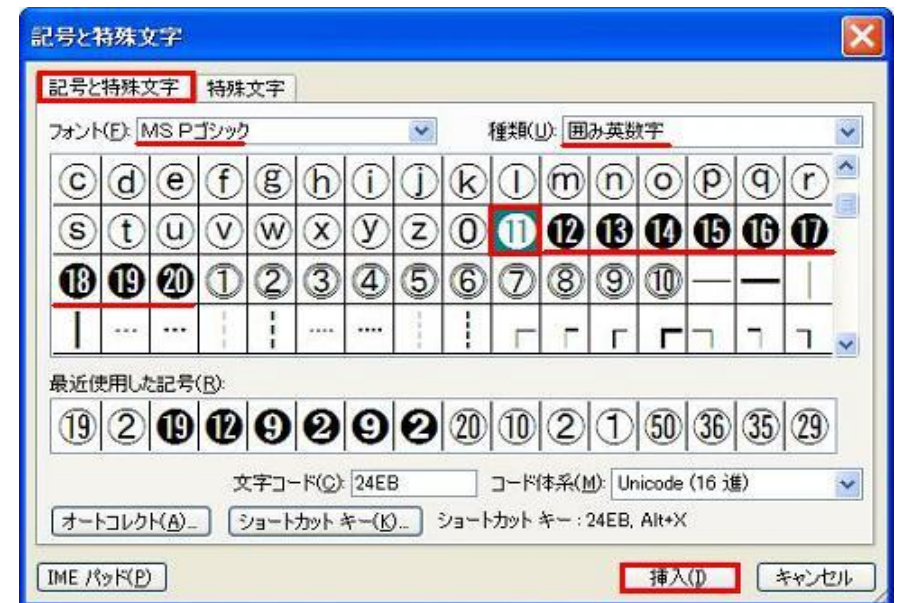 記号と特殊文字
記号と特殊文字 特殊文字
フォント(F): MS Pゴシック 種類(U): 囲み英数字
ⓒ ⓓ ⓔ ⓕ ⓖ ⓗ ⓘ ⓙ ⓚ ⓛ ⓜ ⓝ ⓞ ⓟ ⓠ ⓡ
ⓢ ⓣ ⓤ ⓥ ⓦ ⓧ ⓨ ⓩ ⓪ ⓫ ⓬ ⓭ ⓮ ⓯ ⓰ ⓱
⓲ ⓳ ⓴ ⓵ ⓶ ⓷ ⓸ ⓹ ⓺ ⓻ ⓼ ⓽ ⓾ ─ ━ │
┃ ┄ ┅ ┆ ┇ ┈ ┉ ┊ ┋ ┌ ┍ ┎ ┏ ┐ ┑ ┒
最近使用した記号(R):
⑲ ② ⓳ ⓬ ❾ ❷ ❾ ❷ ⑳ ⑩ ② ① ㊿ ㊱ ㉟ ㉙
文字コード(C): 24EB コード体系(M): Unicode (16 進)
オートコレクト(A)... ショートカット キー(K)... ショートカット キー : 24EB, Alt+X
IME パッド(P) 挿入(I) キャンセル